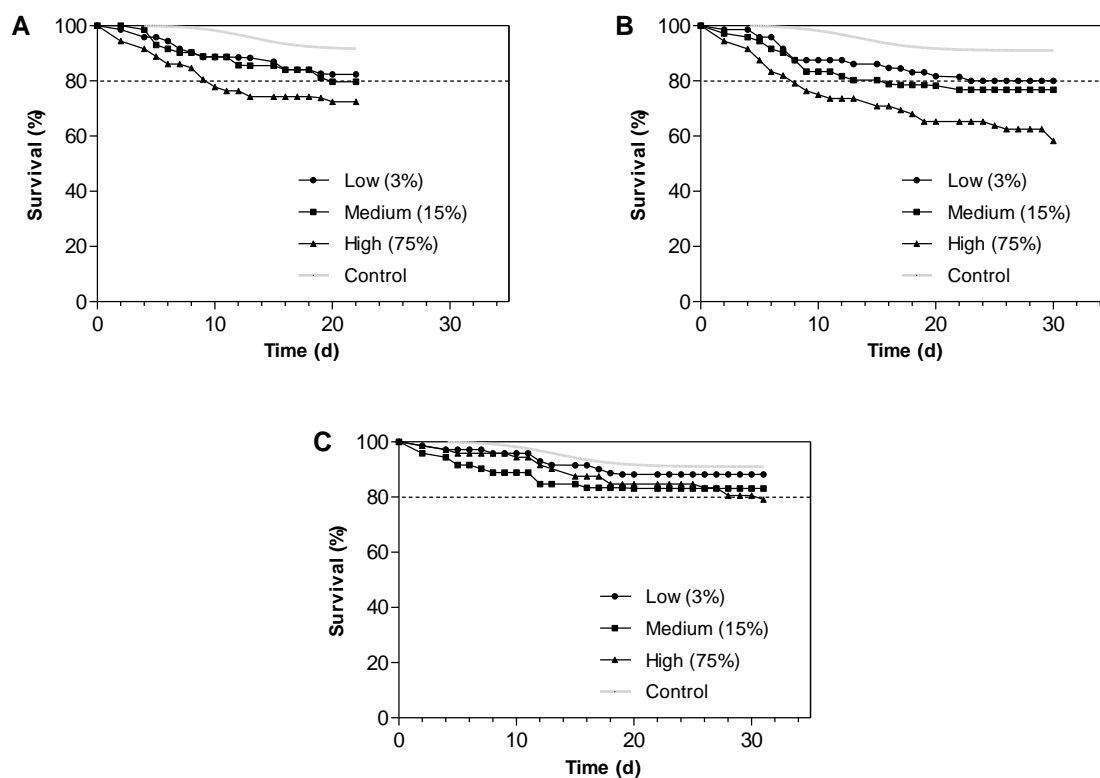 A
100
80
60
40
20
0
Survival (%)
Low (3%)
Medium (15%)
High (75%)
Control
0 10 20 30
Time (d)
B
100
80
60
40
20
0
Survival (%)
Low (3%)
Medium (15%)
High (75%)
Control
0 10 20 30
Time (d)
C
100
80
60
40
20
0
Survival (%)
Low (3%)
Medium (15%)
High (75%)
Control
0 10 20 30
Time (d)